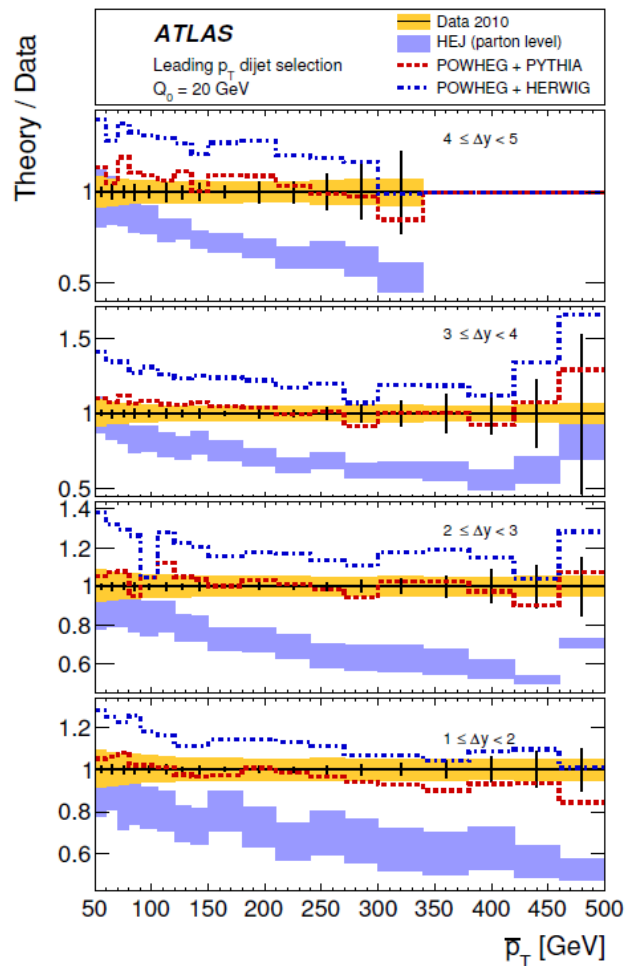 ATLAS
Leading p_T dijet selection
Q_0 = 20 GeV
Data 2010
HEJ (parton level)
POWHEG + PYTHIA
POWHEG + HERWIG
Theory / Data
4 ≤ Δy < 5
1
0.5
3 ≤ Δy < 4
1.5
1
0.5
2 ≤ Δy < 3
1.4
1.2
1
0.8
0.6
1 ≤ Δy < 2
1.2
1
0.8
0.6
50 100 150 200 250 300 350 400 450 500
p̅_T [GeV]